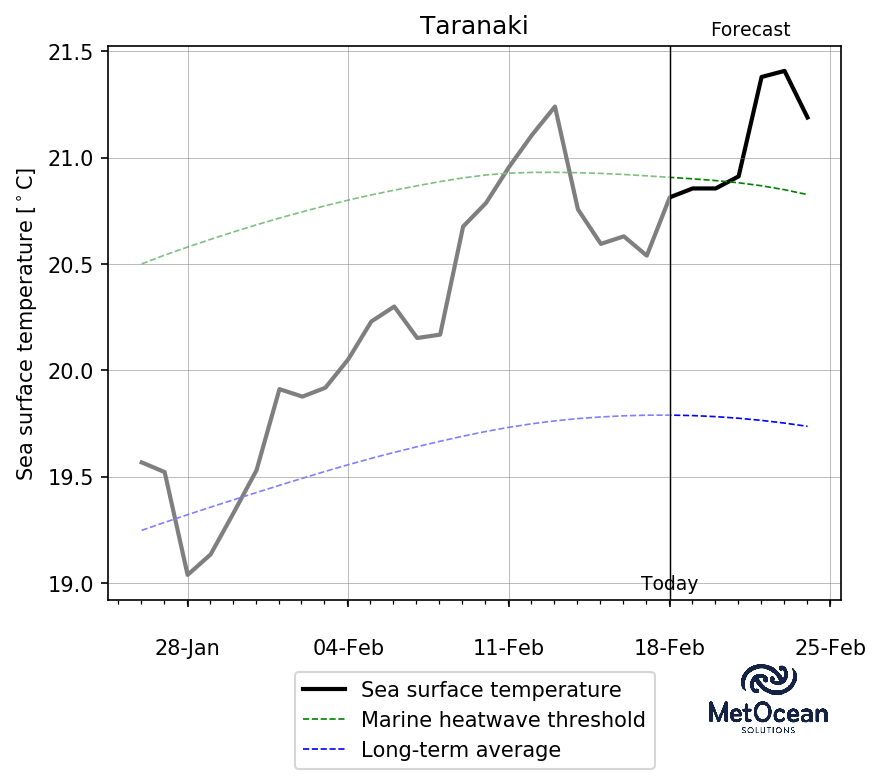 Taranaki
Forecast
21.5
21.0
20.5
20.0
19.5
19.0
Sea surface temperature [°C]
Today
28-Jan
04-Feb
11-Feb
18-Feb
25-Feb
Sea surface temperature
Marine heatwave threshold
Long-term average
MetOcean
SOLUTIONS